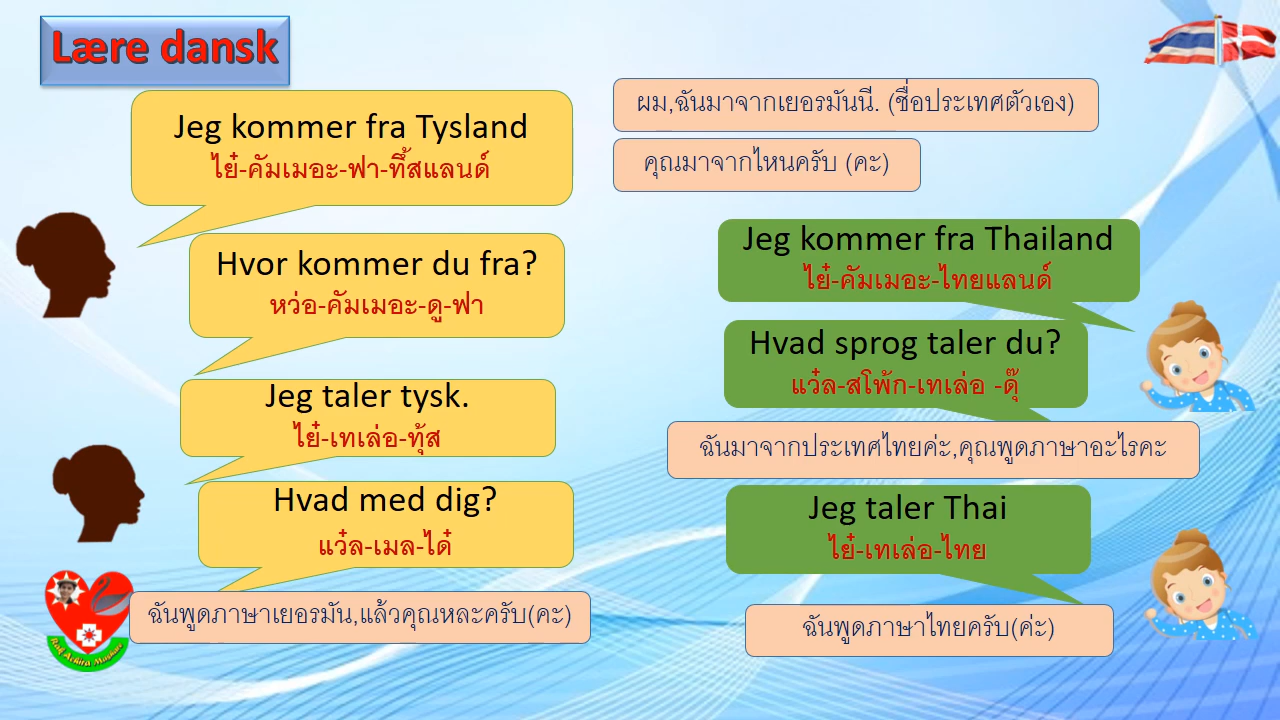 Lære dansk
Jeg kommer fra Tysland
ไย๋-คัมเมอะ-ฟา-ทึ้สแลนด์
ผม,ฉันมาจากเยอรมันนี. (ชื่อประเทศตัวเอง)
คุณมาจากไหนครับ (คะ)
Hvor kommer du fra?
หว่อ-คัมเมอะ-ดู-ฟา
Jeg kommer fra Thailand
ไย๋-คัมเมอะ-ไทยแลนด์
Hvad sprog taler du?
แว๋ล-สโพ้ก-เทเล่อ -ดุ๊
ฉันมาจากประเทศไทยค่ะ,คุณพูดภาษาอะไรคะ
Jeg taler tysk.
ไย๋-เทเล่อ-ทุ้ส
Hvad med dig?
แว๋ล-เมล-ได๋
ฉันพูดภาษาเยอรมัน,แล้วคุณหละครับ(คะ)
Jeg taler Thai
ไย๋-เทเล่อ-ไทย
ฉันพูดภาษาไทยครับ(ค่ะ)